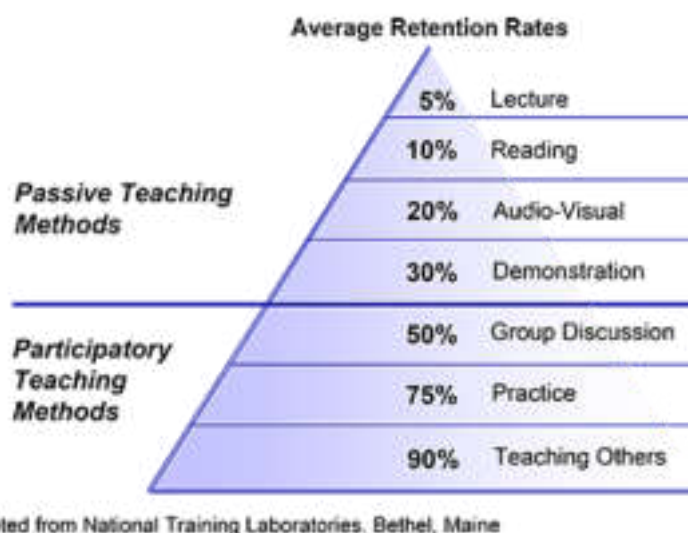 Average Retention Rates
5% Lecture
10% Reading
Passive Teaching
Methods
20% Audio-Visual
30% Demonstration
Participatory
Teaching
Methods
50% Group Discussion
75% Practice
90% Teaching Others
from National Training Laboratories. Bethel, Maine